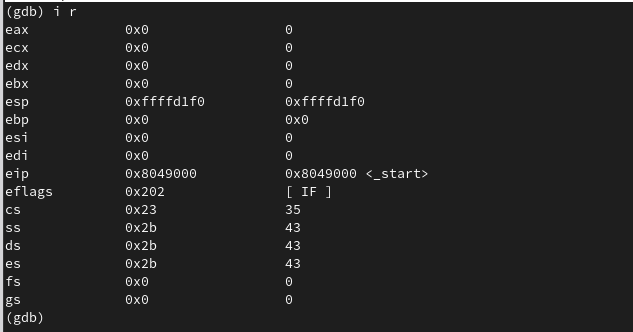 (gdb) i r
eax 0x0 0
ecx 0x0 0
edx 0x0 0
ebx 0x0 0
esp 0xffffd1f0 0xffffd1f0
ebp 0x0 0x0
esi 0x0 0
edi 0x0 0
eip 0x8049000 0x8049000 <_start>
eflags 0x202 [ IF ]
cs 0x23 35
ss 0x2b 43
ds 0x2b 43
es 0x2b 43
fs 0x0 0
gs 0x0 0
(gdb)